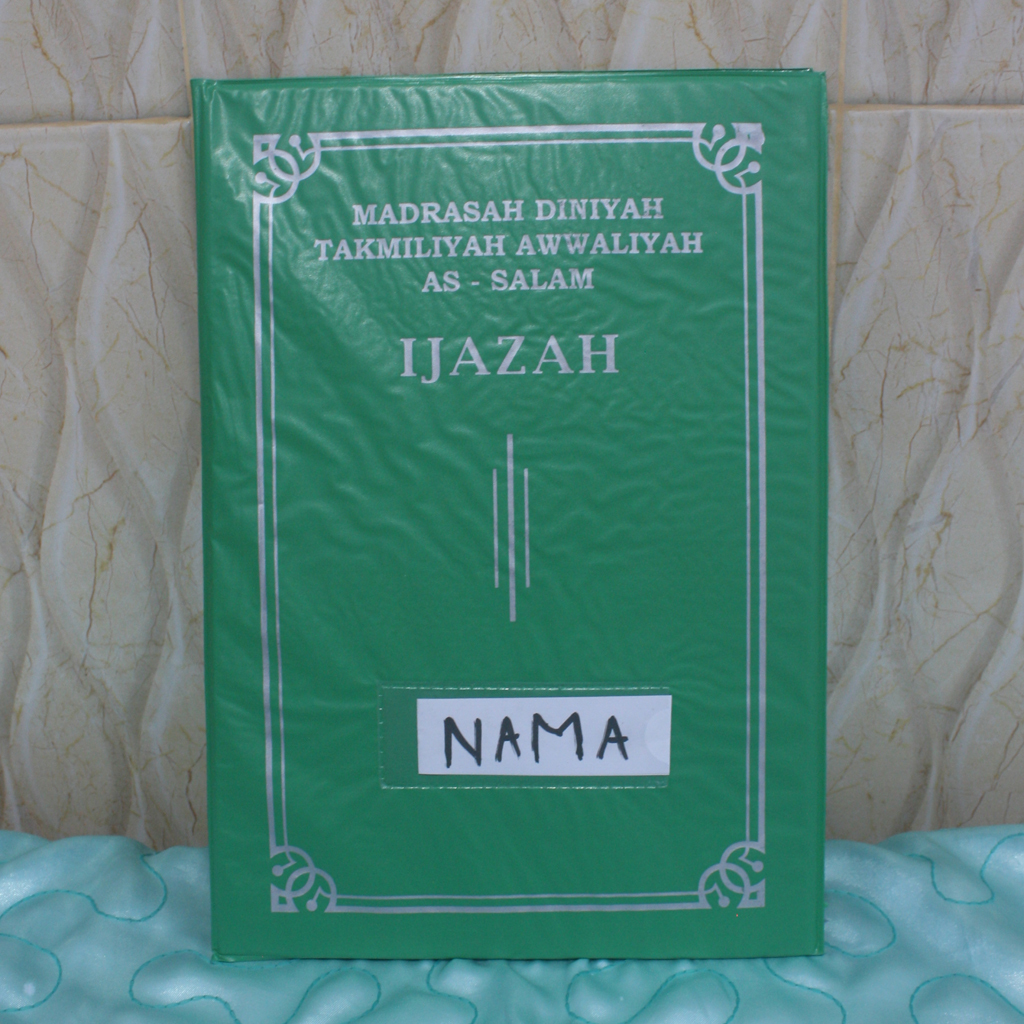 MADRASAH DINIYAH
TAKMILIYAH AWWALIYAH
AS - SALAM
IJAZAH
NAMA